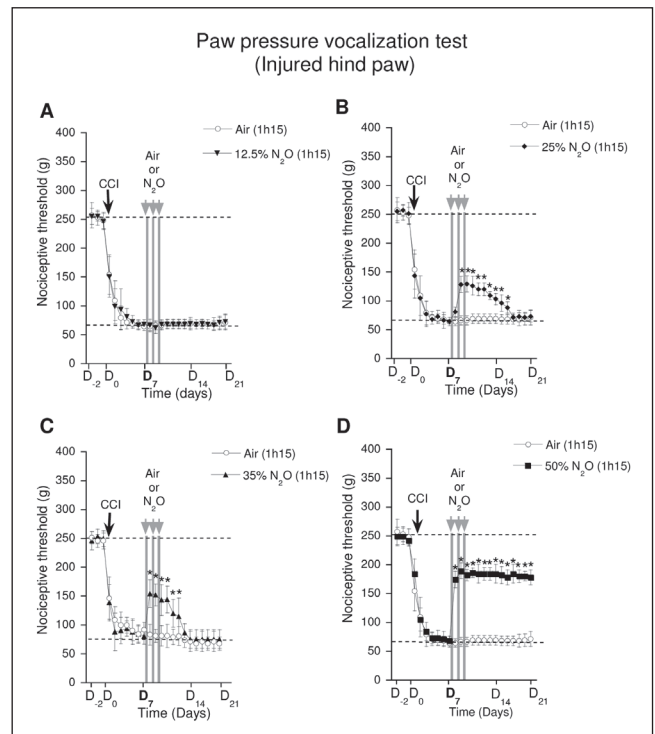 Paw pressure vocalization test
(Injured hind paw)
A
Air (1h15)
12.5% N2O (1h15)
Nociceptive threshold (g)
400
350
300
250
200
150
100
50
0
CCI
Air
or
N2O
D-2 D0 D7 D14 D21
Time (days)
B
Air (1h15)
25% N2O (1h15)
Nociceptive threshold (g)
400
350
300
250
200
150
100
50
0
CCI
Air
or
N2O
***
**
*
**
*
D-2 D0 D7 D14 D21
Time (Days)
C
Air (1h15)
35% N2O (1h15)
Nociceptive threshold (g)
400
350
300
250
200
150
100
50
0
CCI
Air
or
N2O
**
**
**
D-2 D0 D7 D14 D21
Time (Days)
D
Air (1h15)
50% N2O (1h15)
Nociceptive threshold (g)
400
350
300
250
200
150
100
50
0
CCI
Air
or
N2O
**************
D-2 D0 D7 D14 D21
Time (Days)